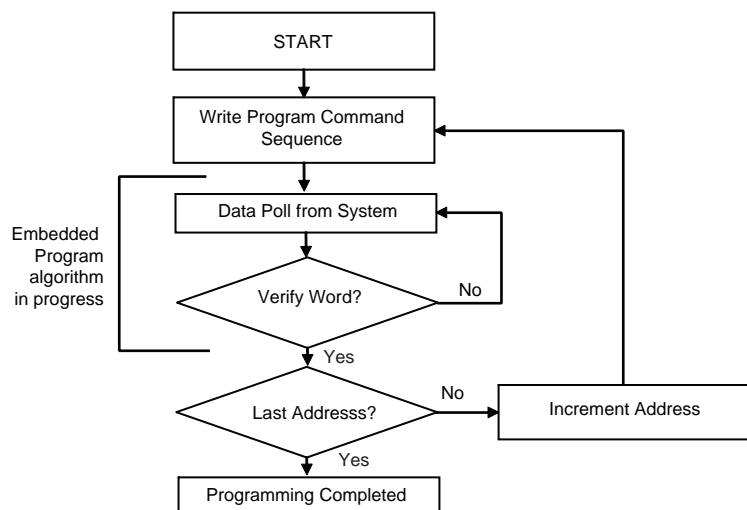 START
Write Program Command
Sequence
Data Poll from System
Embedded
Program
algorithm
in progress
Verify Word?
No
Yes
Last Addresss?
No
Increment Address
Yes
Programming Completed